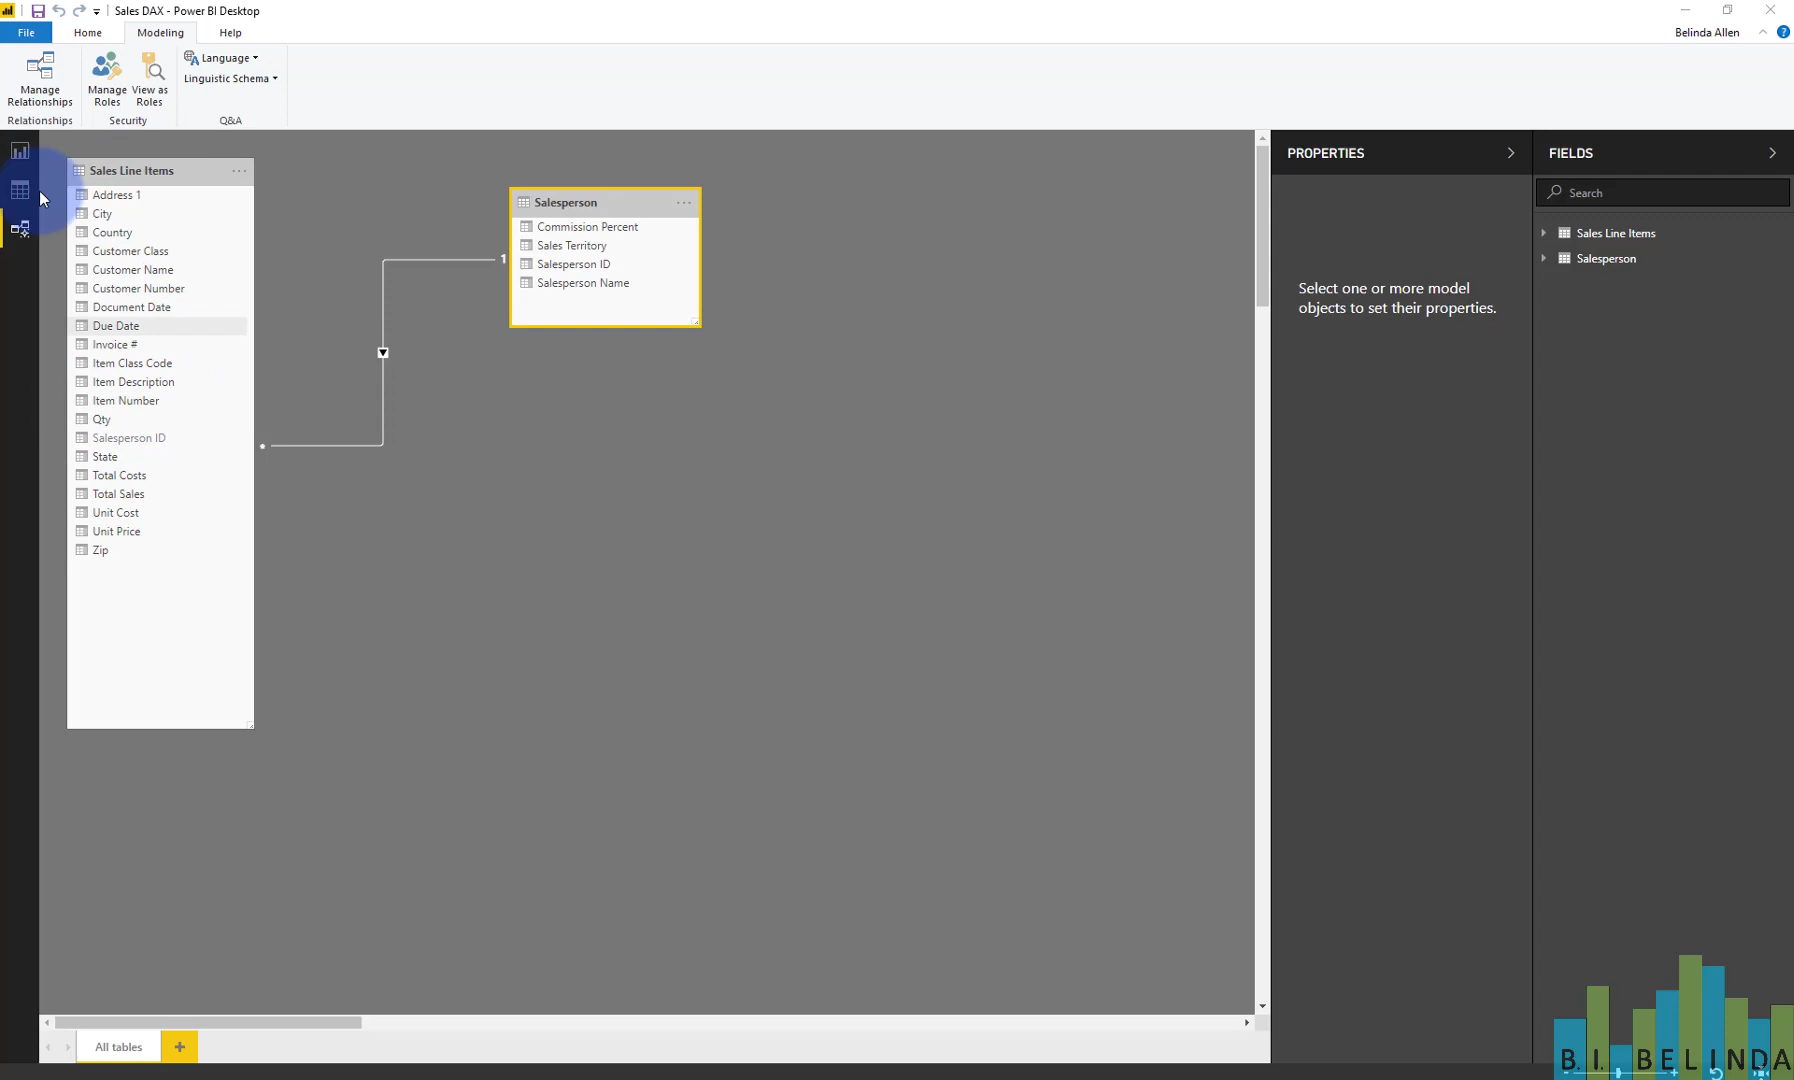 Sales DAX - Power BI Desktop
File
Home
Modeling
Help
Belinda Allen
?
Manage
Relationships
Manage
Roles
View as
Roles
Language
Linguistic Schema
Relationships
Security
Q&A
Sales Line Items
Address 1
City
Country
Customer Class
Customer Name
Customer Number
Document Date
Due Date
Invoice #
Item Class Code
Item Description
Item Number
Qty
Salesperson ID
State
Total Costs
Total Sales
Unit Cost
Unit Price
Zip
1
Salesperson
Commission Percent
Sales Territory
Salesperson ID
Salesperson Name
PROPERTIES
Select one or more model
objects to set their properties.
FIELDS
Search
Sales Line Items
Salesperson
All tables
+
B.I. BELINDA